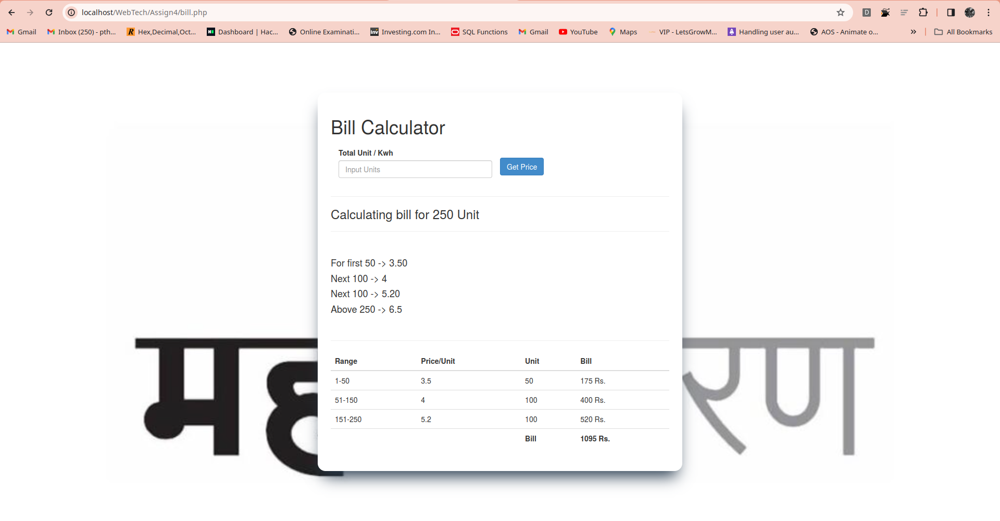 localhost/WebTech/Assign4/bill.php
Gmail Inbox (250) - pth... Hex,Decimal,Oct... Dashboard | Hac... Online Examinati... Investing.com In... SQL Functions Gmail YouTube Maps VIP - LetsGrowM... Handling user au... AOS - Animate o... » All Bookmarks
Bill Calculator
Total Unit / Kwh
Input Units Get Price
Calculating bill for 250 Unit
For first 50 -> 3.50
Next 100 -> 4
Next 100 -> 5.20
Above 250 -> 6.5
Range Price/Unit Unit Bill
1-50 3.5 50 175 Rs.
51-150 4 100 400 Rs.
151-250 5.2 100 520 Rs.
Bill 1095 Rs.